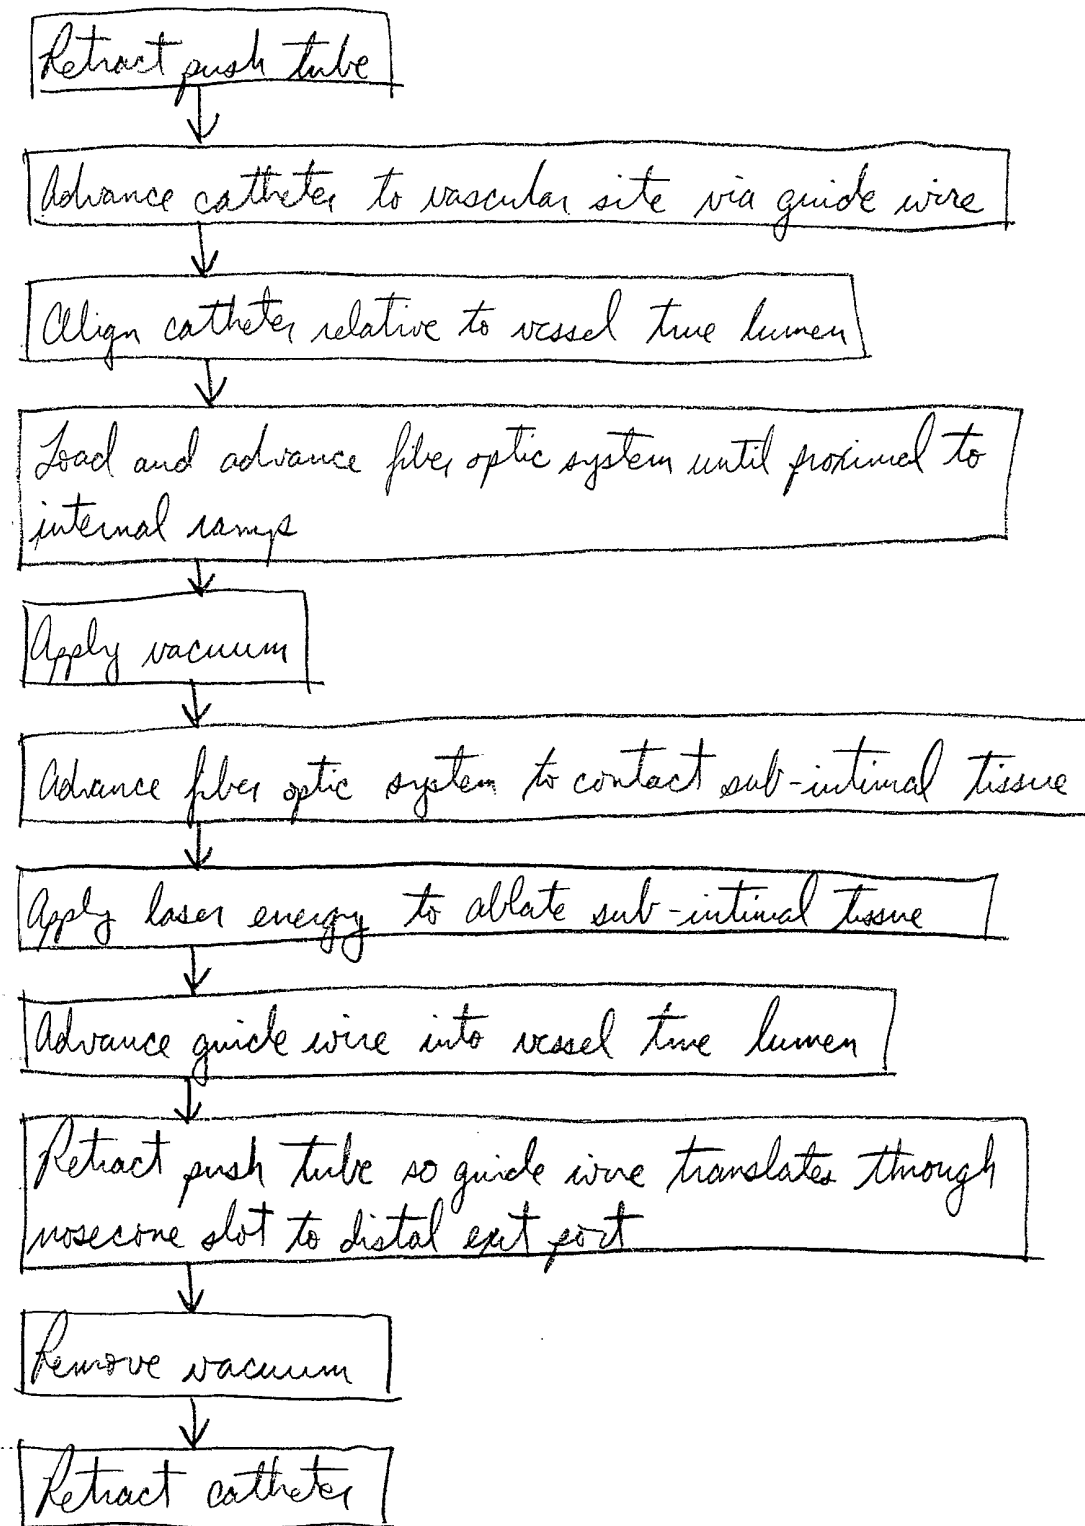 Retract push tube
Advance catheter to vascular site via guide wire
Align catheter relative to vessel true lumen
Load and advance fiber optic system until proximal to
internal ramps
Apply vacuum
Advance fiber optic system to contact sub-intimal tissue
Apply laser energy to ablate sub-intimal tissue
Advance guide wire into vessel true lumen
Retract push tube so guide wire translates through
nosecone slot to distal exit port
Remove vacuum
Retract catheter